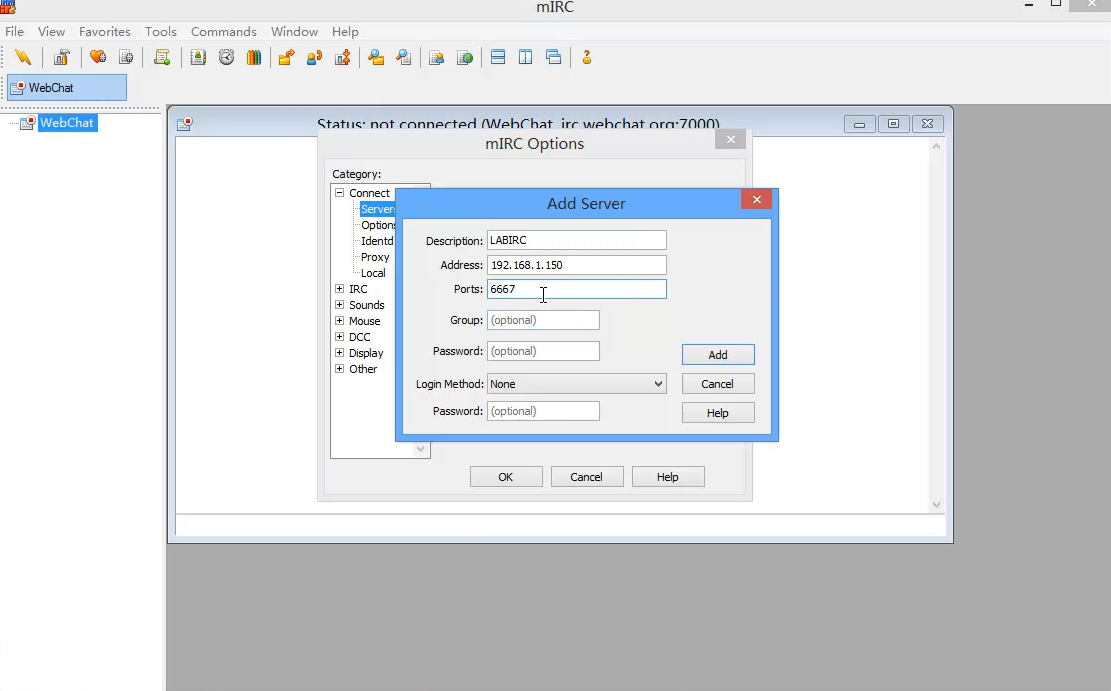 mIRC
File View Favorites Tools Commands Window Help
WebChat
WebChat
Status: not connected (WebChat, irc.webchat.org:7000)
mIRC Options
Category:
Connect
Servers
Options
Identd
Proxy
Local
IRC
Sounds
Mouse
DCC
Display
Other
Add Server
Description: LABIRC
Address: 192.168.1.150
Ports: 6667
Group: (optional)
Password: (optional)
Login Method: None
Password: (optional)
Add
Cancel
Help
OK Cancel Help